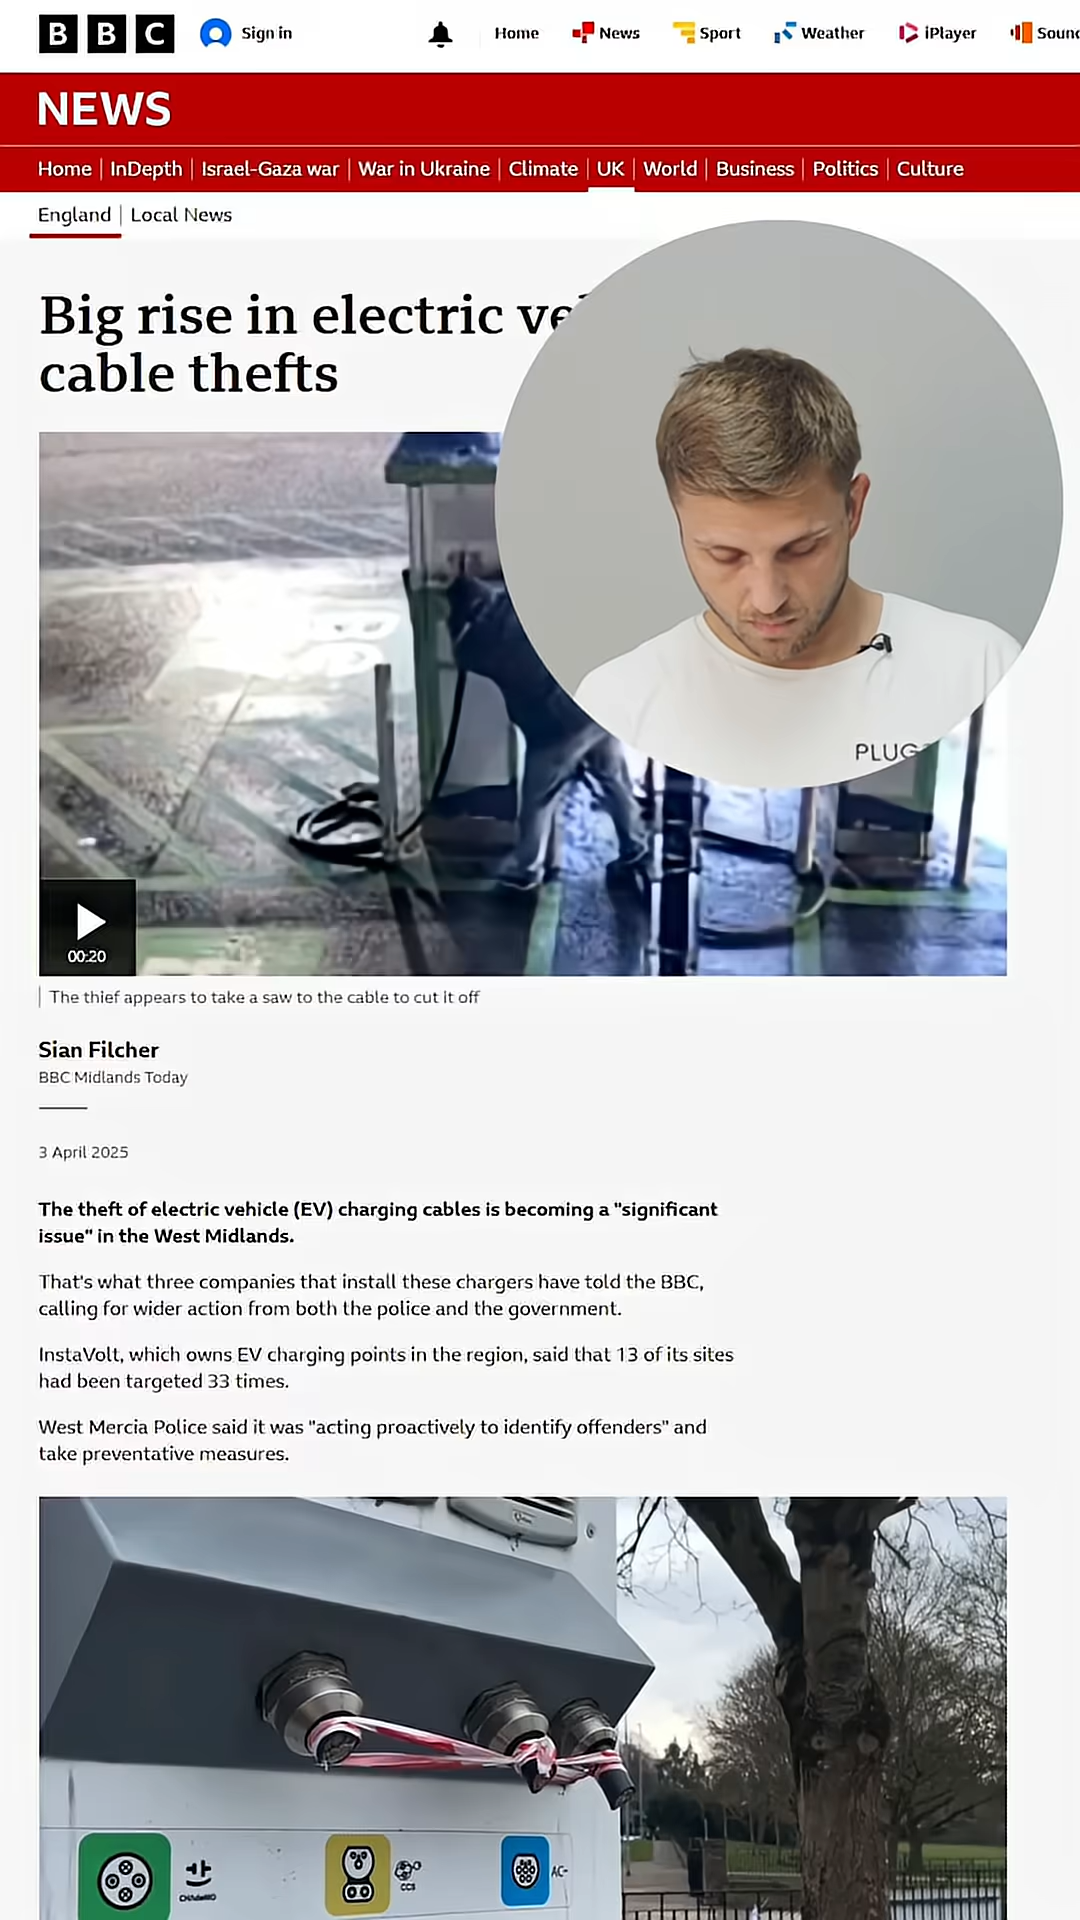 BBC
Sign in
Home
News
Sport
Weather
iPlayer
NEWS
Home
InDepth
Israel-Gaza war
War in Ukraine
Climate
UK
World
Business
Politics
Culture
England
Local News
Big rise in electric
cable thefts
PLUG
00:20
The thief appears to take a saw to the cable to cut it off
Sian Filcher
BBC Midlands Today
3 April 2025
The theft of electric vehicle (EV) charging cables is becoming a "significant
issue" in the West Midlands.
That's what three companies that install these chargers have told the BBC,
calling for wider action from both the police and the government.
InstaVolt, which owns EV charging points in the region, said that 13 of its sites
had been targeted 33 times.
West Mercia Police said it was "acting proactively to identify offenders" and
take preventative measures.
CHAdeMO
CCS
AC